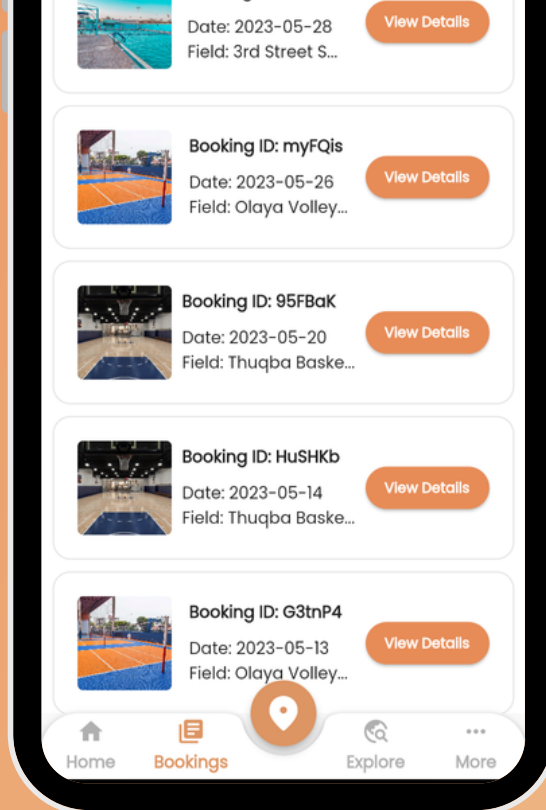 Date: 2023-05-28
View Details
Field: 3rd Street S...
Booking ID: myFQis
Date: 2023-05-26
View Details
Field: Olaya Volley...
Booking ID: 95FBaK
Date: 2023-05-20
View Details
Field: Thuqba Baske...
Booking ID: HuSHKb
Date: 2023-05-14
View Details
Field: Thuqba Baske...
Booking ID: G3tnP4
Date: 2023-05-13
View Details
Field: Olaya Volley...
Home
Bookings
Explore
More